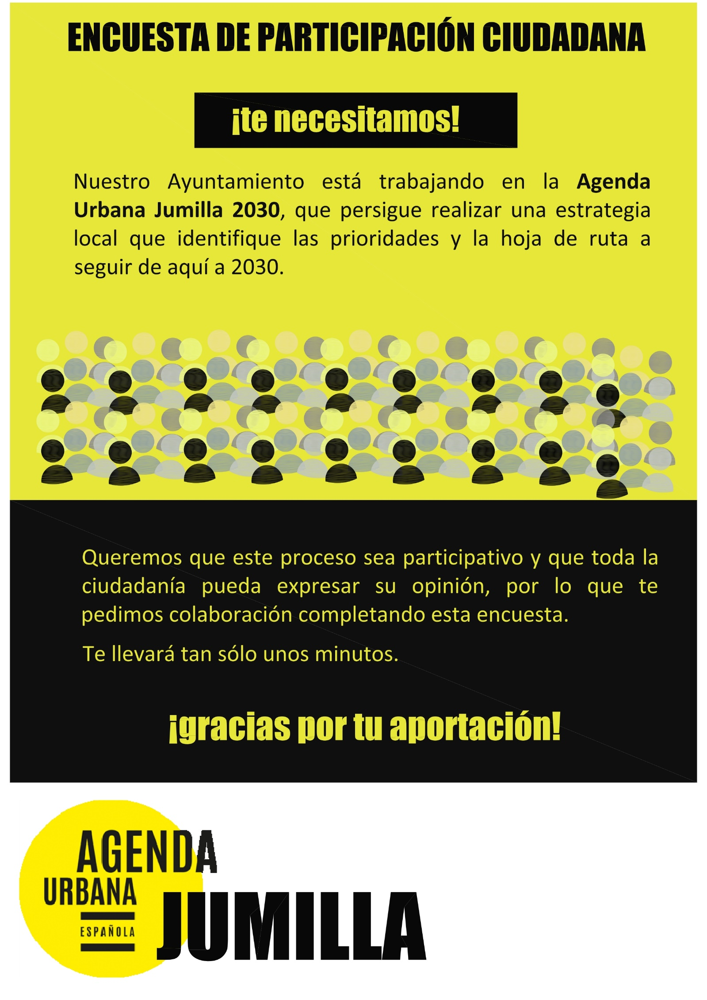 ENCUESTA DE PARTICIPACIÓN CIUDADANA
¡te necesitamos!
Nuestro Ayuntamiento está trabajando en la Agenda
Urbana Jumilla 2030, que persigue realizar una estrategia
local que identifique las prioridades y la hoja de ruta a
seguir de aquí a 2030.
Queremos que este proceso sea participativo y que toda la
ciudadanía pueda expresar su opinión, por lo que te
pedimos colaboración completando esta encuesta.
Te llevará tan sólo unos minutos.
¡gracias por tu aportación!
AGENDA
URBANA
ESPAÑOLA
JUMILLA